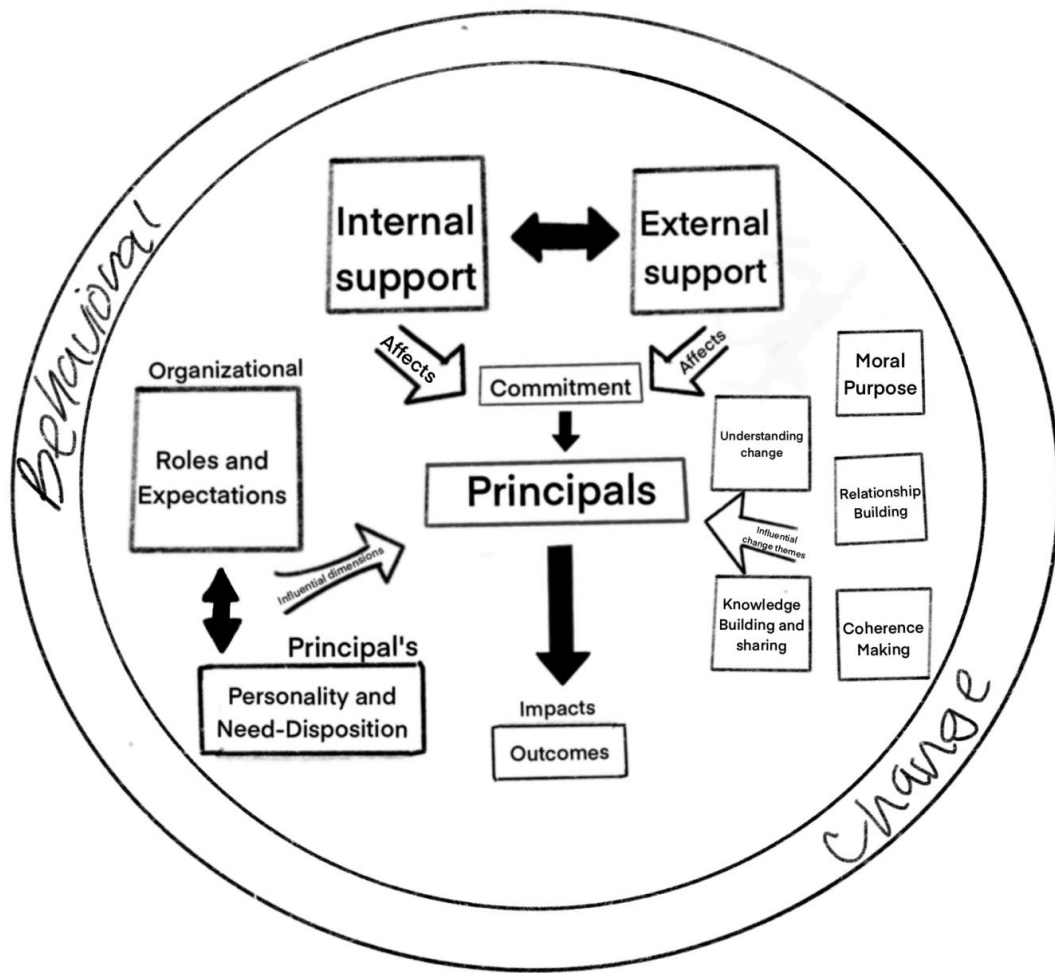 Behavioral
Internal
support
External
support
Affects
Affects
Commitment
Principals
Organizational
Roles and
Expectations
Influential dimensions
Principal's
Personality and
Need-Disposition
Moral
Purpose
Understanding
change
Relationship
Building
Influential
change themes
Knowledge
Building and
sharing
Coherence
Making
Impacts
Outcomes
Change